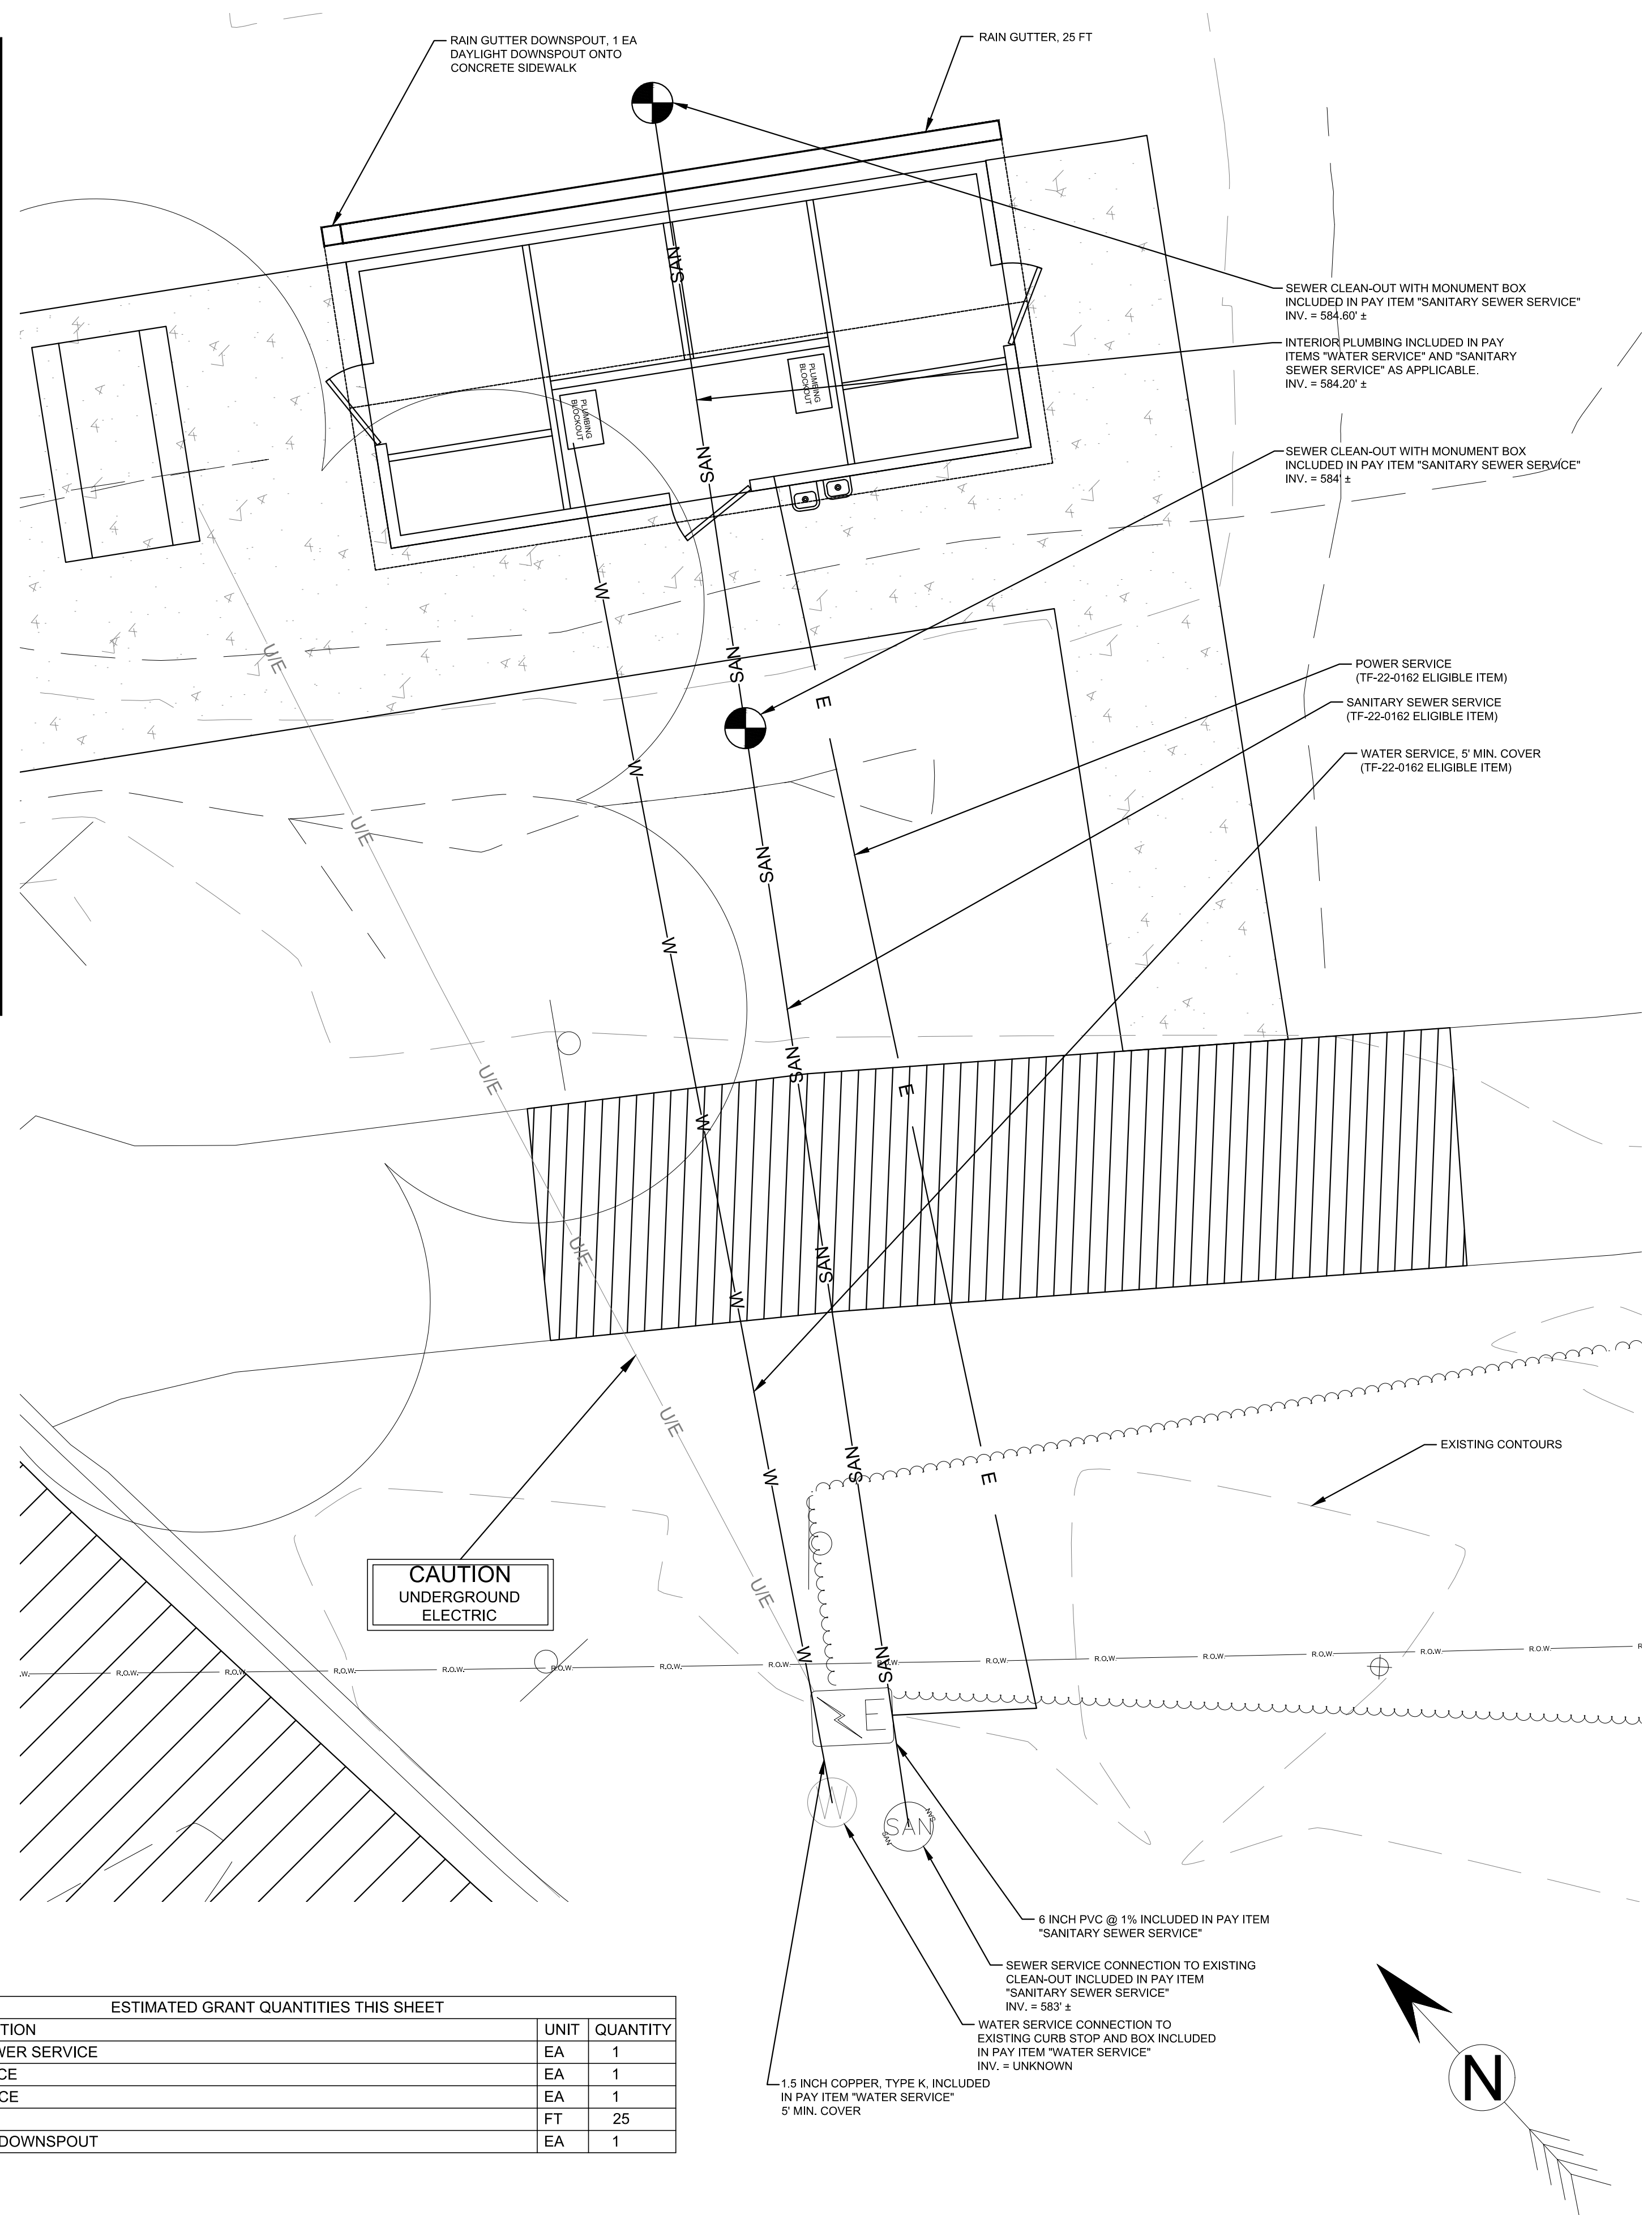 RAIN GUTTER DOWNSPOUT, 1 EA
DAYLIGHT DOWNSPOUT ONTO
CONCRETE SIDEWALK
RAIN GUTTER, 25 FT
SEWER CLEAN-OUT WITH MONUMENT BOX
INCLUDED IN PAY ITEM "SANITARY SEWER SERVICE"
INV. = 584.60' ±
INTERIOR PLUMBING INCLUDED IN PAY
ITEMS "WATER SERVICE" AND "SANITARY
SEWER SERVICE" AS APPLICABLE.
INV. = 584.20' ±
SEWER CLEAN-OUT WITH MONUMENT BOX
INCLUDED IN PAY ITEM "SANITARY SEWER SERVICE"
INV. = 584' ±
SAN
PLUMBING
BLOCKOUT
PLUMBING
BLOCKOUT
SAN
W
U/E
SAN
E
POWER SERVICE
(TF-22-0162 ELIGIBLE ITEM)
SANITARY SEWER SERVICE
(TF-22-0162 ELIGIBLE ITEM)
WATER SERVICE, 5' MIN. COVER
(TF-22-0162 ELIGIBLE ITEM)
W
U/E
SAN
W
SAN
U/E
E
W
U/E
SAN
W
U/E
SAN
W
E
EXISTING CONTOURS
CAUTION
UNDERGROUND
ELECTRIC
U/E
W
SAN
.W.
R.O.W.
R.O.W.
R.O.W.
R.O.W.
R.O.W.
R.O.W.
R.O.W.
R.O.W.
R.O.W.
R.O.W.
R.O.W.
R.O.W.
R.O.W.
R.O.W.
R
E
W
SAN
SAN
SAN
6 INCH PVC @ 1% INCLUDED IN PAY ITEM
"SANITARY SEWER SERVICE"
SEWER SERVICE CONNECTION TO EXISTING
CLEAN-OUT INCLUDED IN PAY ITEM
"SANITARY SEWER SERVICE"
INV. = 583' ±
WATER SERVICE CONNECTION TO
EXISTING CURB STOP AND BOX INCLUDED
IN PAY ITEM "WATER SERVICE"
INV. = UNKNOWN
1.5 INCH COPPER, TYPE K, INCLUDED
IN PAY ITEM "WATER SERVICE"
5' MIN. COVER
N
ESTIMATED GRANT QUANTITIES THIS SHEET
TION UNIT QUANTITY
WER SERVICE EA 1
CE EA 1
CE EA 1
FT 25
DOWNSPOUT EA 1